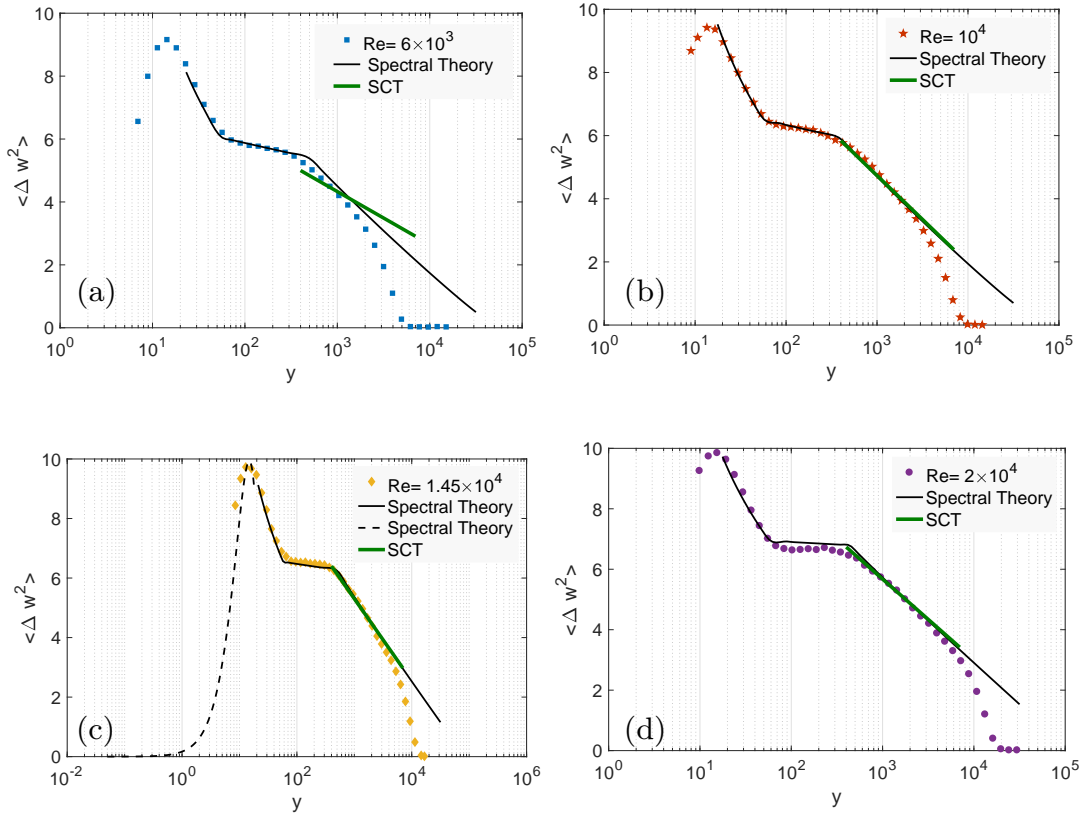 10
8
6
4
2
0
<Δ w²>
Re= 6×10³
Spectral Theory
SCT
(a)
10⁰
10¹
10²
10³
10⁴
10⁵
y
10
8
6
4
2
0
<Δ w²>
Re= 10⁴
Spectral Theory
SCT
(b)
10⁰
10¹
10²
10³
10⁴
10⁵
y
10
8
6
4
2
0
<Δ w²>
Re= 1.45×10⁴
Spectral Theory
Spectral Theory
SCT
(c)
10⁻²
10⁰
10²
10⁴
10⁶
y
10
8
6
4
2
0
<Δ w²>
Re= 2×10⁴
Spectral Theory
SCT
(d)
10⁰
10¹
10²
10³
10⁴
10⁵
y